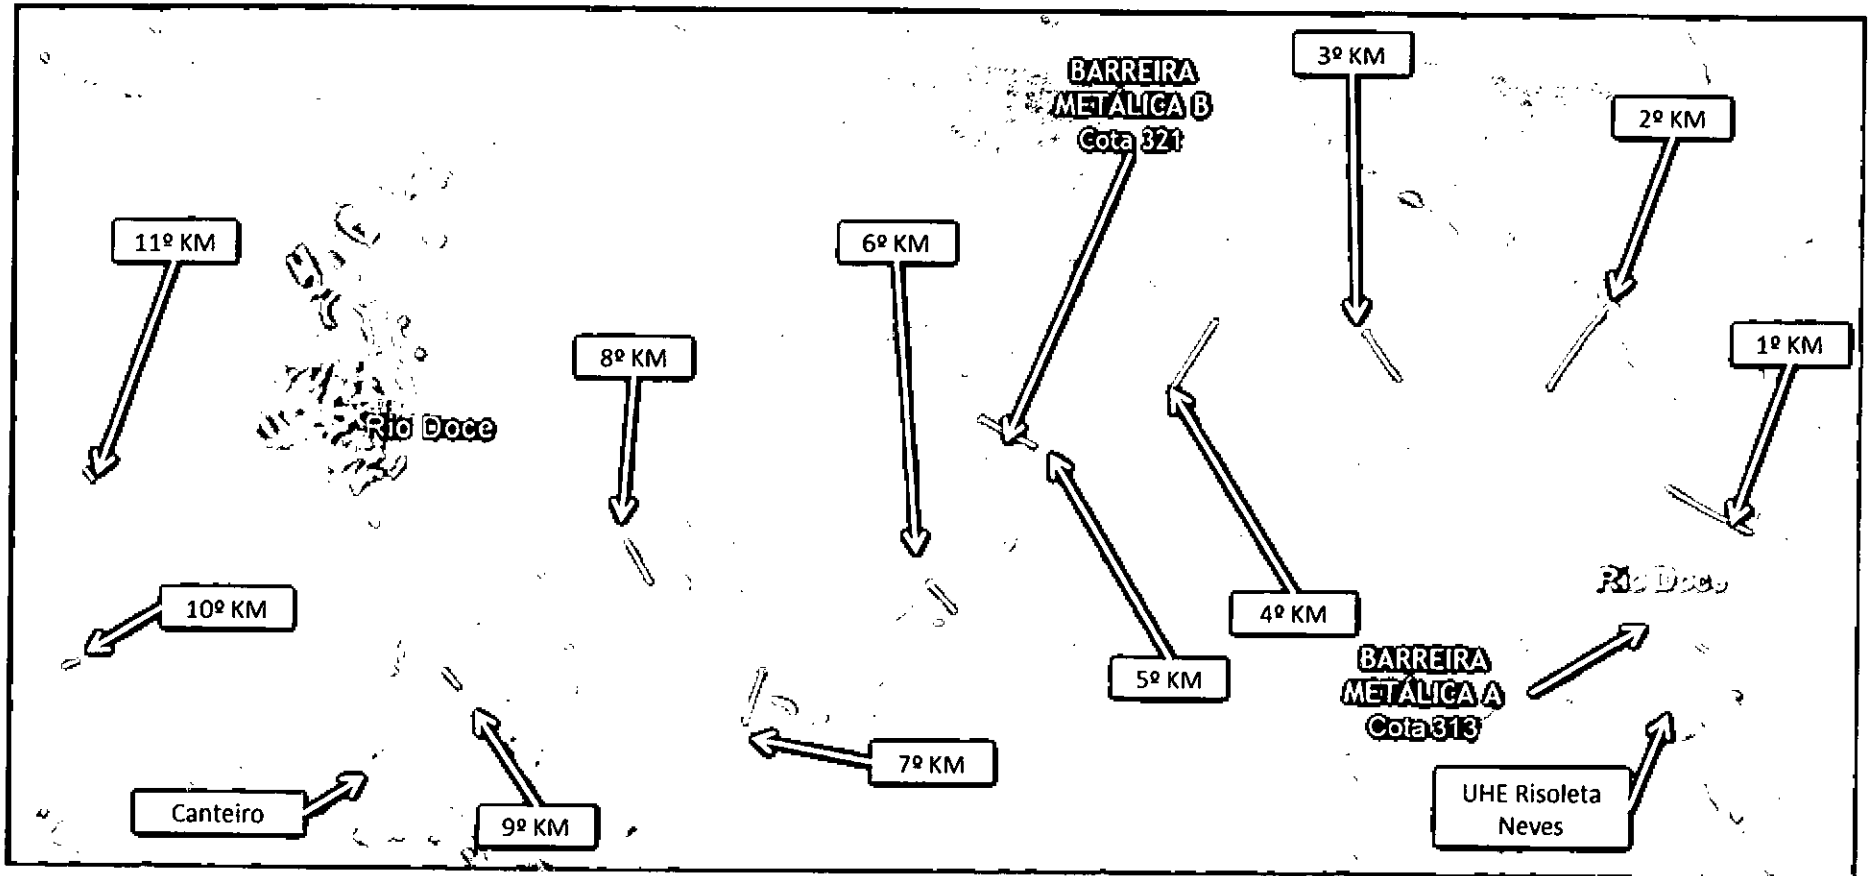 3º KM
BARREIRA
METÁLICA B
Cota 321
2º KM
11º KM
6º KM
8º KM
1º KM
Rio Doce
Rio Doce
10º KM
4º KM
5º KM
BARREIRA
METÁLICA A
Cota 313
7º KM
Canteiro
9º KM
UHE Risoleta
Neves